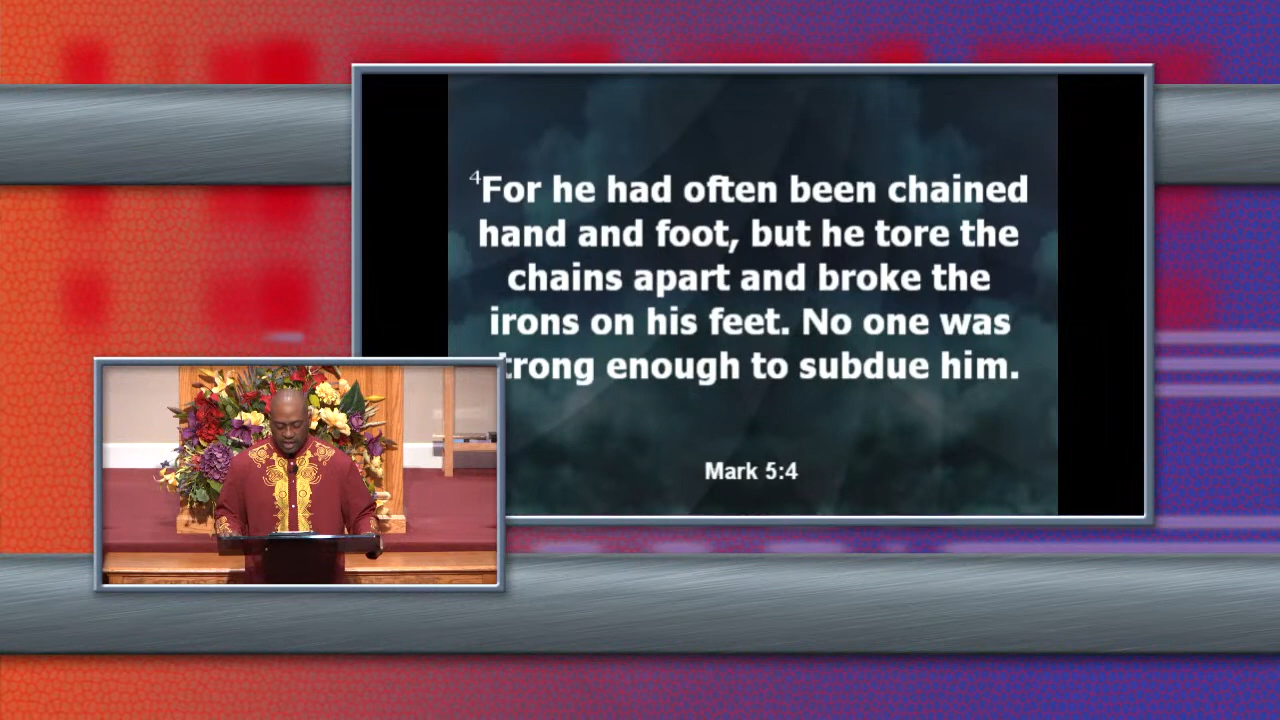 4For he had often been chained
hand and foot, but he tore the
chains apart and broke the
irons on his feet. No one was
trong enough to subdue him.
Mark 5:4